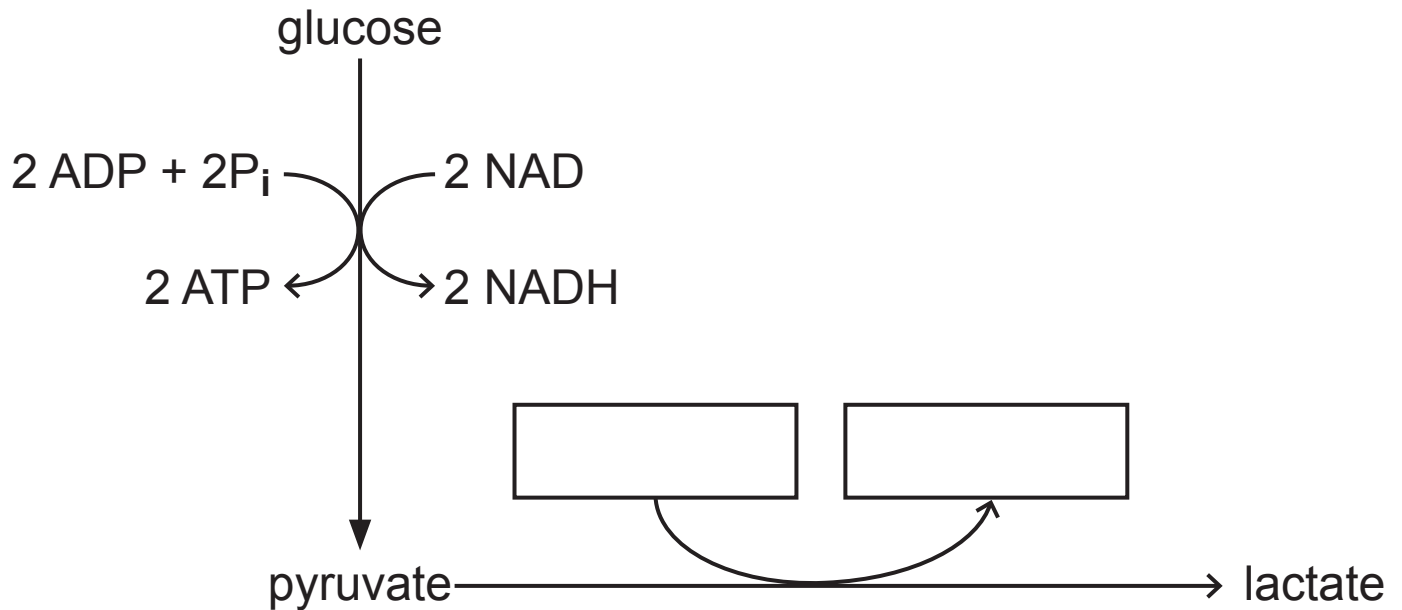 glucose
2 ADP + 2Pi
2 NAD
2 ATP
2 NADH
pyruvate
lactate